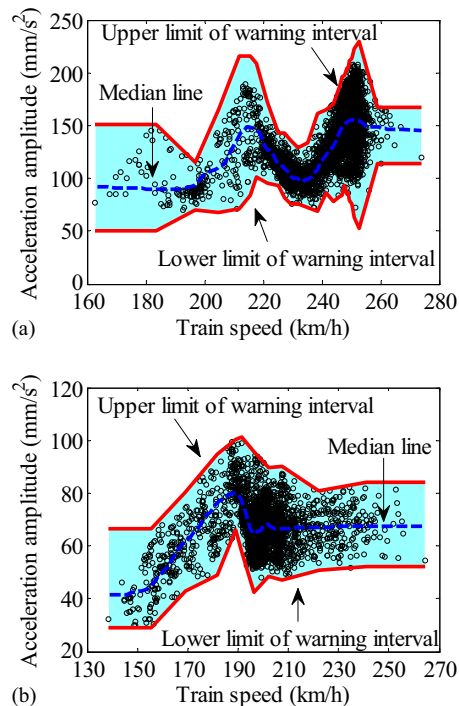 Acceleration amplitude (mm/s²)
250
200
150
100
50
0
Upper limit of warning interval
Median line
Lower limit of warning interval
160 180 200 220 240 260 280
(a)
Train speed (km/h)
Acceleration amplitude (mm/s²)
120
100
80
60
40
20
Upper limit of warning interval
Median line
Lower limit of warning interval
130 150 170 190 210 230 250 270
(b)
Train speed (km/h)